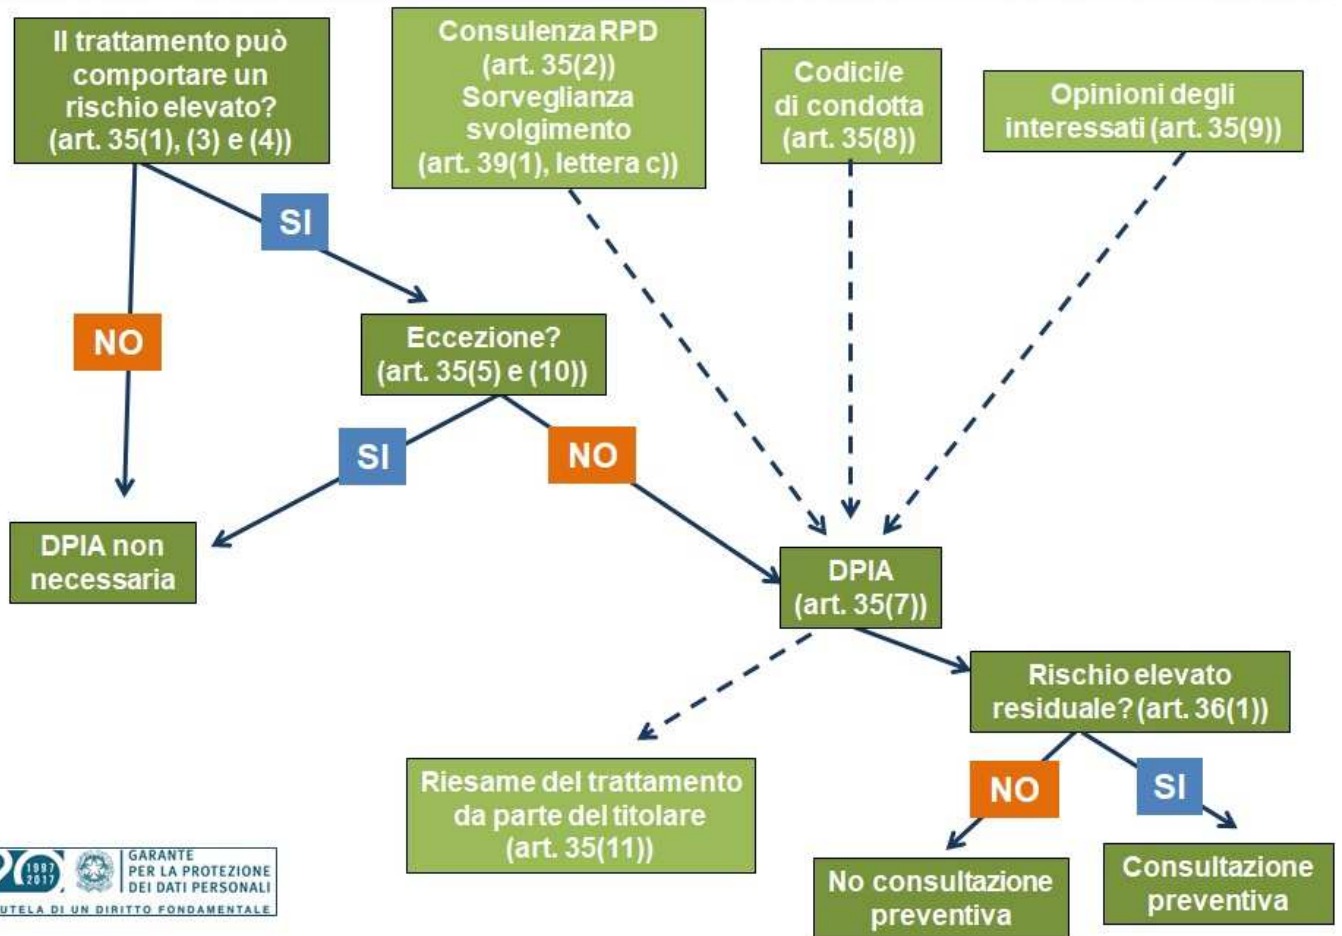 Il trattamento può
comportare un
rischio elevato?
(art. 35(1), (3) e (4))
Consulenza RPD
(art. 35(2))
Sorveglianza
svolgimento
(art. 39(1), lettera c))
Codici/e
di condotta
(art. 35(8))
Opinioni degli
interessati (art. 35(9))
SI
NO
Eccezione?
(art. 35(5) e (10))
SI
NO
DPIA non
necessaria
DPIA
(art. 35(7))
Rischio elevato
residuale? (art. 36(1))
Riesame del trattamento
da parte del titolare
(art. 35(11))
NO
SI
No consultazione
preventiva
Consultazione
preventiva
20
1997
2017
GARANTE
PER LA PROTEZIONE
DEI DATI PERSONALI
UTELA DI UN DIRITTO FONDAMENTALE